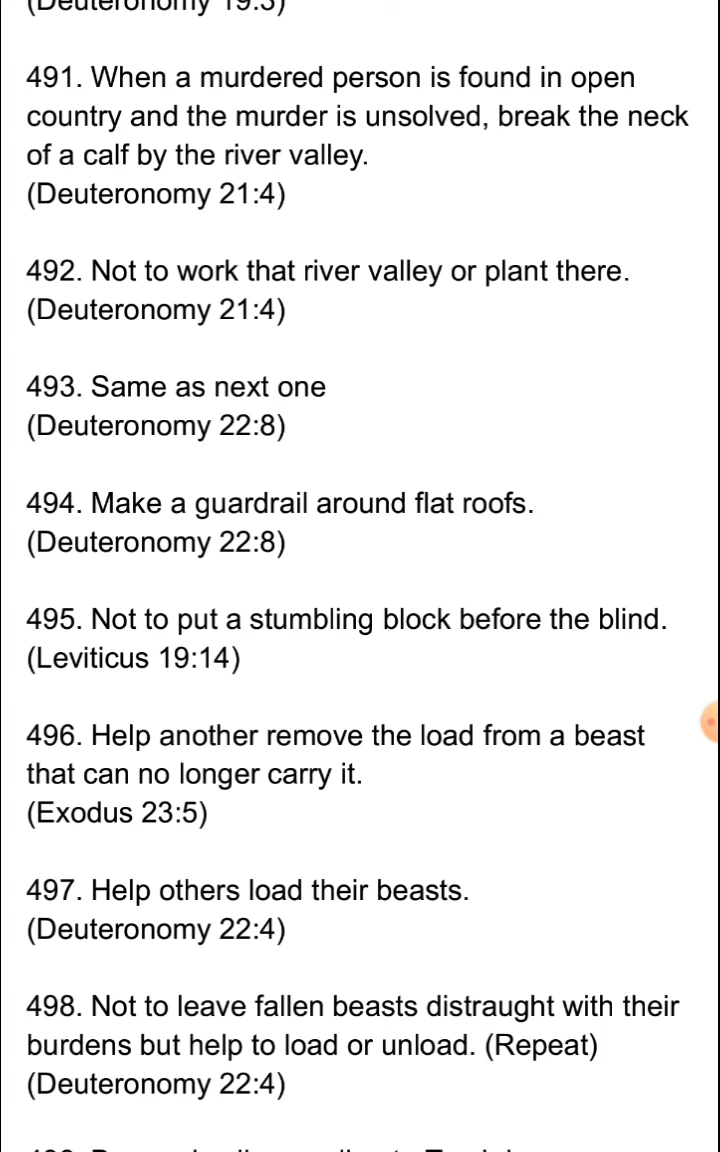 (Deuteronomy 19:3)
491. When a murdered person is found in open
country and the murder is unsolved, break the neck
of a calf by the river valley.
(Deuteronomy 21:4)
492. Not to work that river valley or plant there.
(Deuteronomy 21:4)
493. Same as next one
(Deuteronomy 22:8)
494. Make a guardrail around flat roofs.
(Deuteronomy 22:8)
495. Not to put a stumbling block before the blind.
(Leviticus 19:14)
496. Help another remove the load from a beast
that can no longer carry it.
(Exodus 23:5)
497. Help others load their beasts.
(Deuteronomy 22:4)
498. Not to leave fallen beasts distraught with their
burdens but help to load or unload. (Repeat)
(Deuteronomy 22:4)